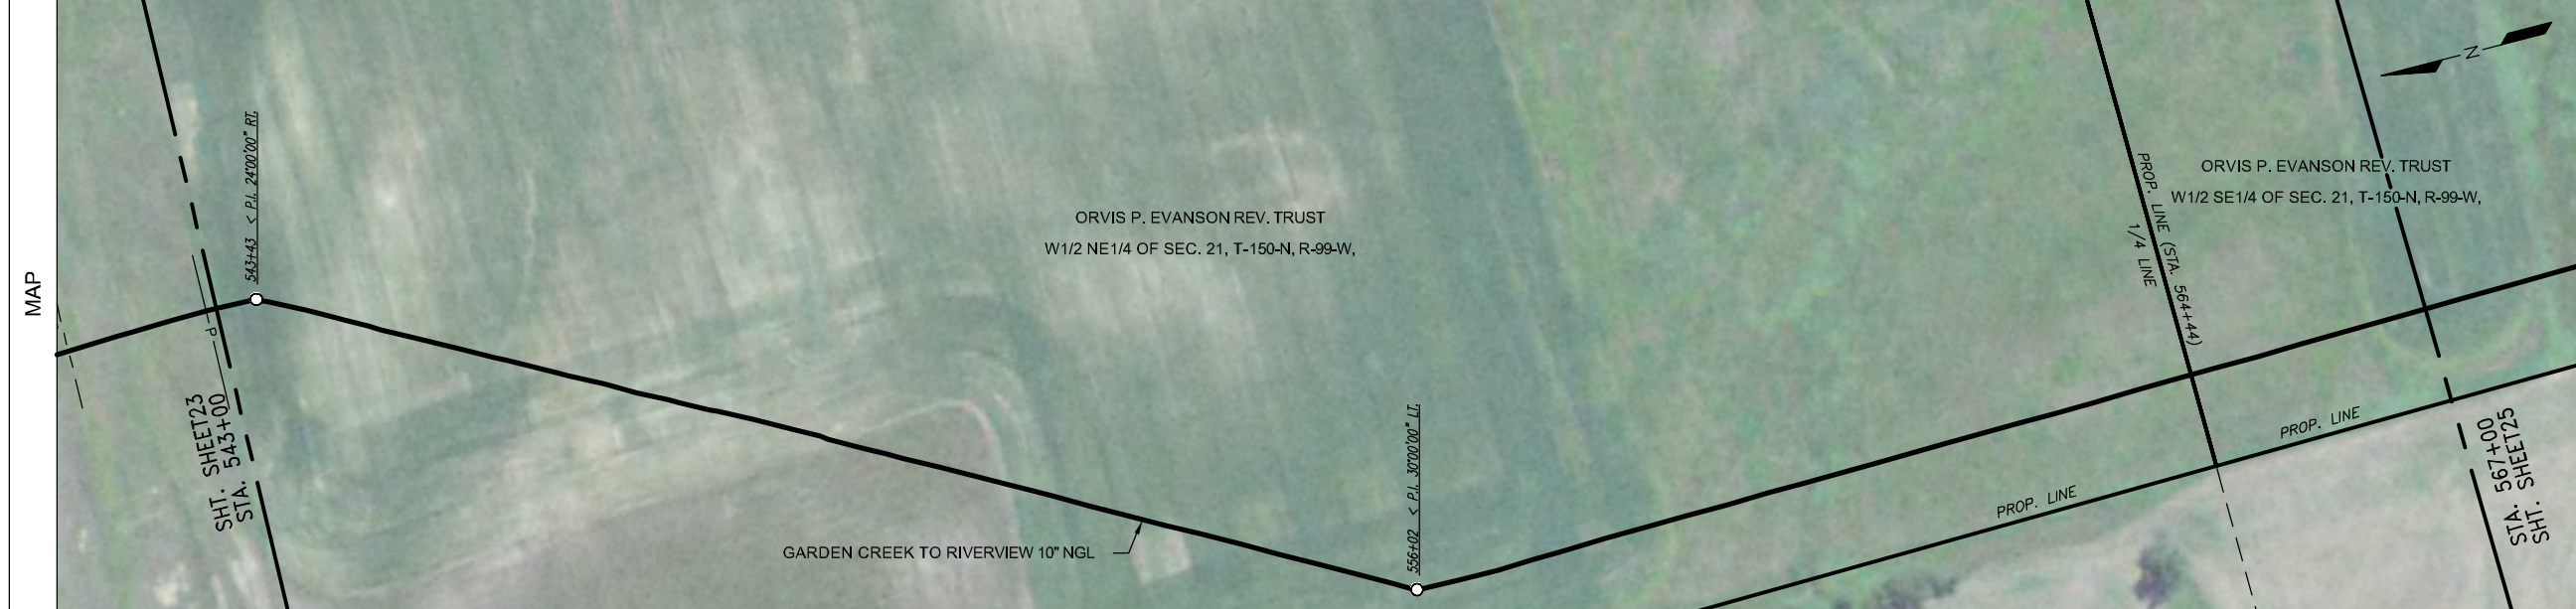 MAP
SHT. SHEET23
STA. 543+00
P
543+43 < P.I. 24°00'00" RT.
ORVIS P. EVANSON REV. TRUST
W1/2 NE1/4 OF SEC. 21, T-150-N, R-99-W,
GARDEN CREEK TO RIVERVIEW 10" NGL
556+02 < P.I. 30°00'00" LT.
PROP. LINE (STA. 564+44)
1/4 LINE
ORVIS P. EVANSON REV. TRUST
W1/2 SE1/4 OF SEC. 21, T-150-N, R-99-W,
N
PROP. LINE
PROP. LINE
STA. 567+00
SHT. SHEET25